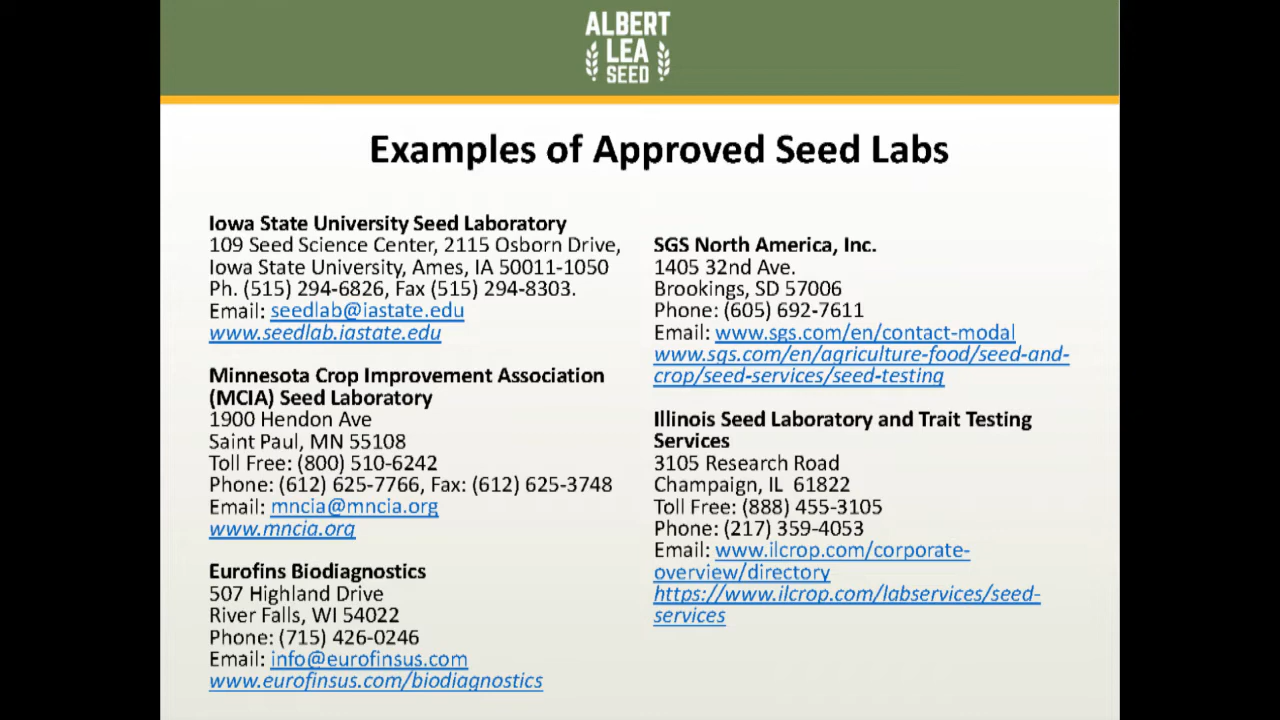 ALBERT
LEA
SEED
Examples of Approved Seed Labs
Iowa State University Seed Laboratory
109 Seed Science Center, 2115 Osborn Drive,
Iowa State University, Ames, IA 50011-1050
Ph. (515) 294-6826, Fax (515) 294-8303.
Email: seedlab@iastate.edu
www.seedlab.iastate.edu
Minnesota Crop Improvement Association
(MCIA) Seed Laboratory
1900 Hendon Ave
Saint Paul, MN 55108
Toll Free: (800) 510-6242
Phone: (612) 625-7766, Fax: (612) 625-3748
Email: mncia@mncia.org
www.mncia.org
Eurofins Biodiagnostics
507 Highland Drive
River Falls, WI 54022
Phone: (715) 426-0246
Email: info@eurofinsus.com
www.eurofinsus.com/biodiagnostics
SGS North America, Inc.
1405 32nd Ave.
Brookings, SD 57006
Phone: (605) 692-7611
Email: www.sgs.com/en/contact-modal
www.sgs.com/en/agriculture-food/seed-and-
crop/seed-services/seed-testing
Illinois Seed Laboratory and Trait Testing
Services
3105 Research Road
Champaign, IL  61822
Toll Free: (888) 455-3105
Phone: (217) 359-4053
Email: www.ilcrop.com/corporate-
overview/directory
https://www.ilcrop.com/labservices/seed-
services